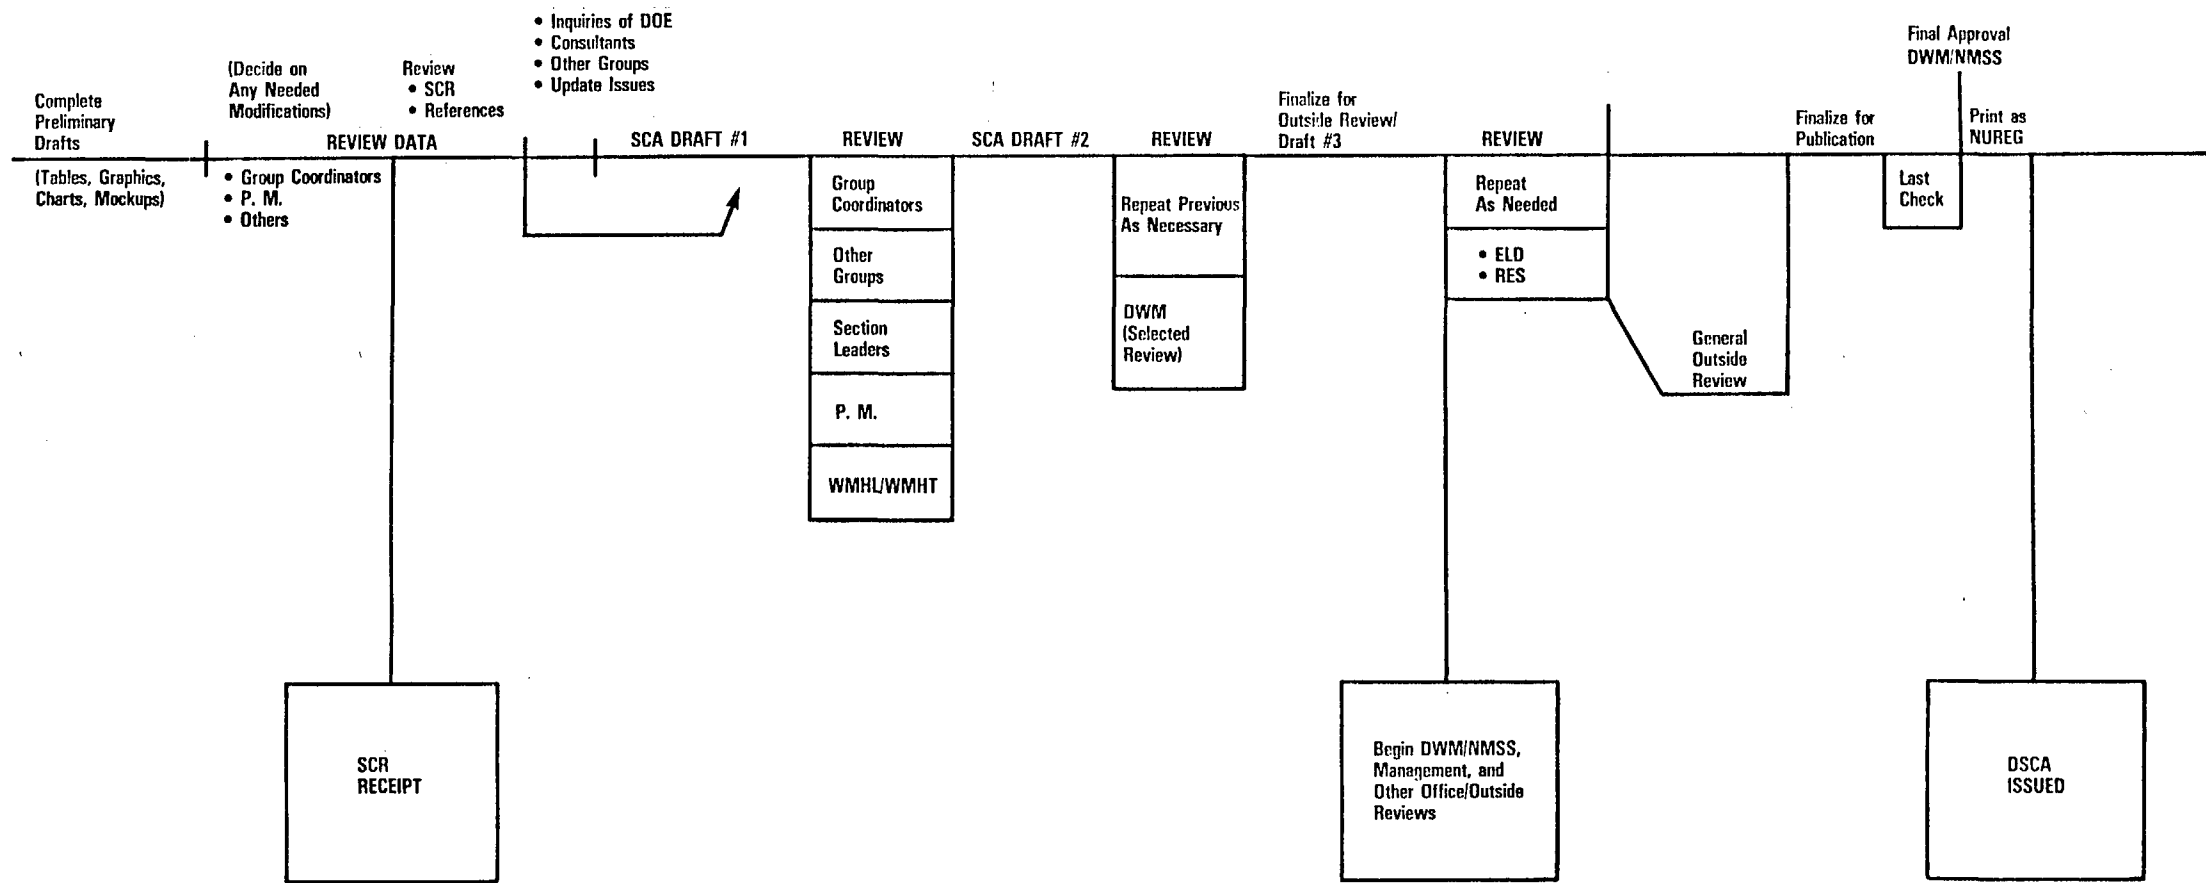 Complete
Preliminary
Drafts
(Tables, Graphics,
Charts, Mockups)
(Decide on
Any Needed
Modifications)
REVIEW DATA
• Group Coordinators
• P. M.
• Others
Review
• SCR
• References
• Inquiries of DOE
• Consultants
• Other Groups
• Update Issues
SCA DRAFT #1
REVIEW
Group
Coordinators
Other
Groups
Section
Leaders
P. M.
WMHL/WMHT
SCA DRAFT #2
REVIEW
Repeat Previous
As Necessary
DWM
(Selected
Review)
Finalize for
Outside Review/
Draft #3
REVIEW
Repeat
As Needed
• ELD
• RES
General
Outside
Review
Finalize for
Publication
Last
Check
Final Approval
DWM/NMSS
Print as
NUREG
SCR
RECEIPT
Begin DWM/NMSS,
Management, and
Other Office/Outside
Reviews
DSCA
ISSUED